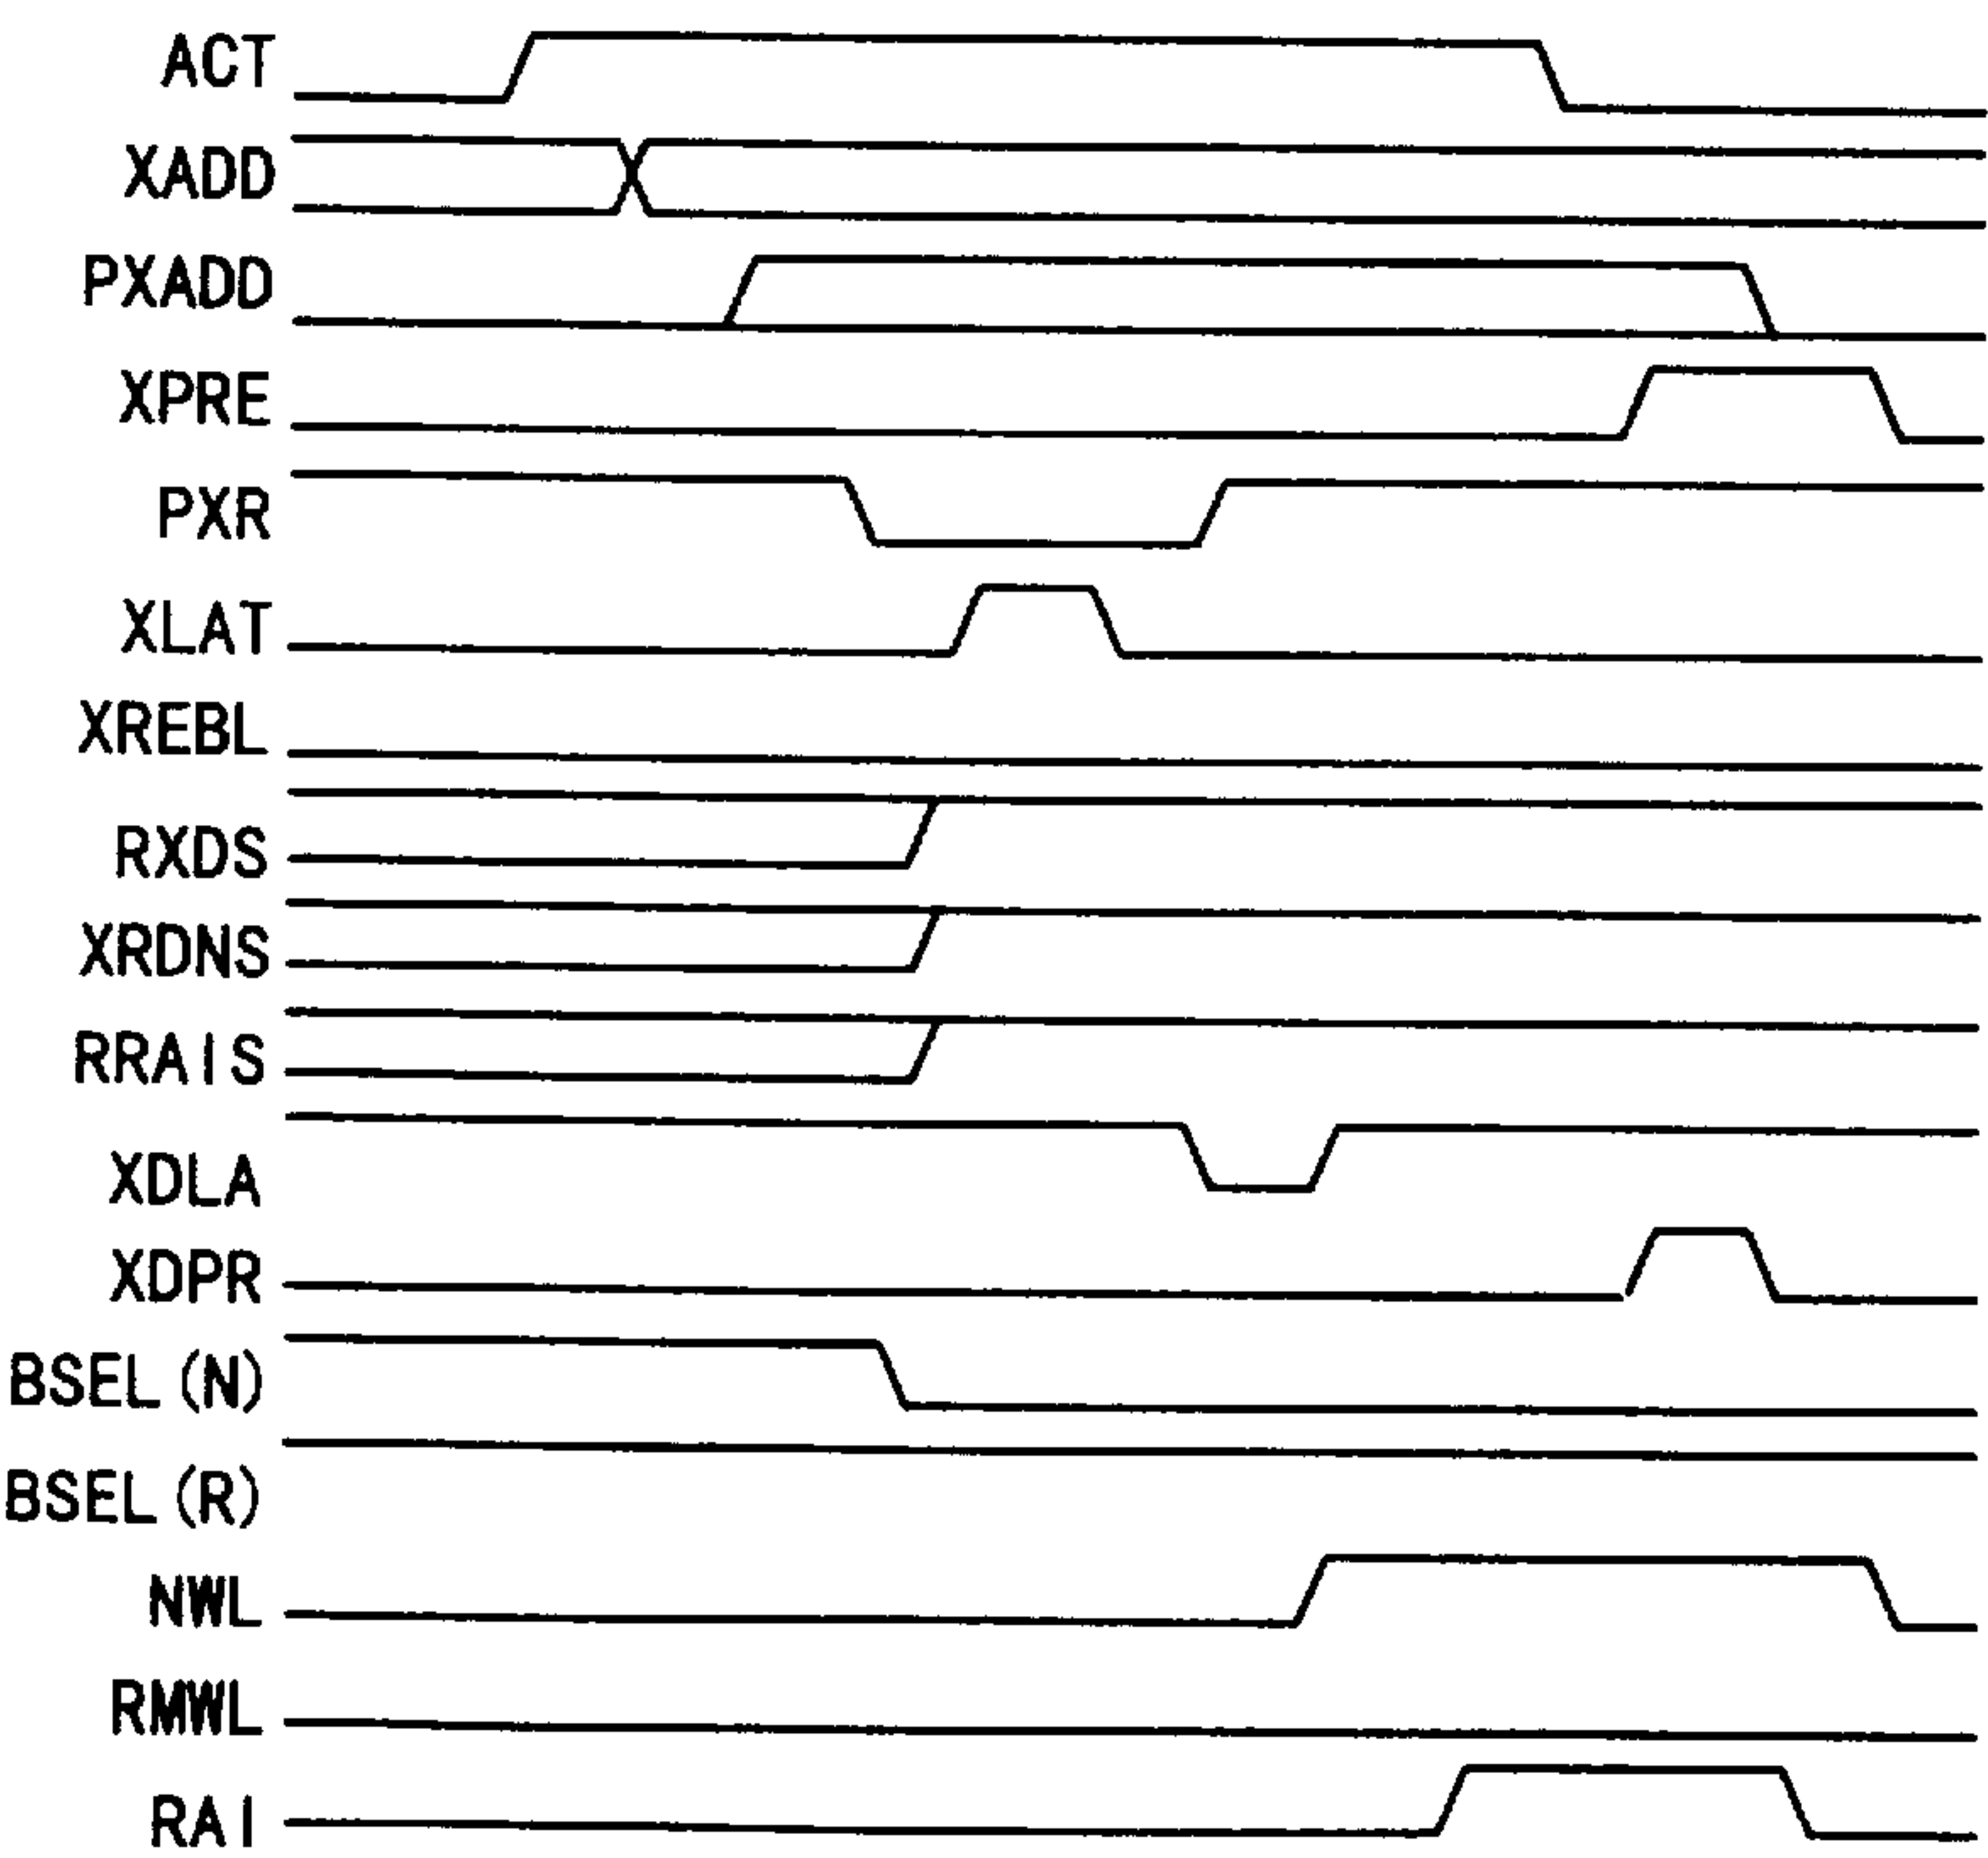 ACT
XADD
PXADD
XPRE
PXR
XLAT
XREBL
RXDS
XRDNS
RRAIS
XDLA
XDPR
BSEL (N)
BSEL (R)
NWL
RMWL
RAI